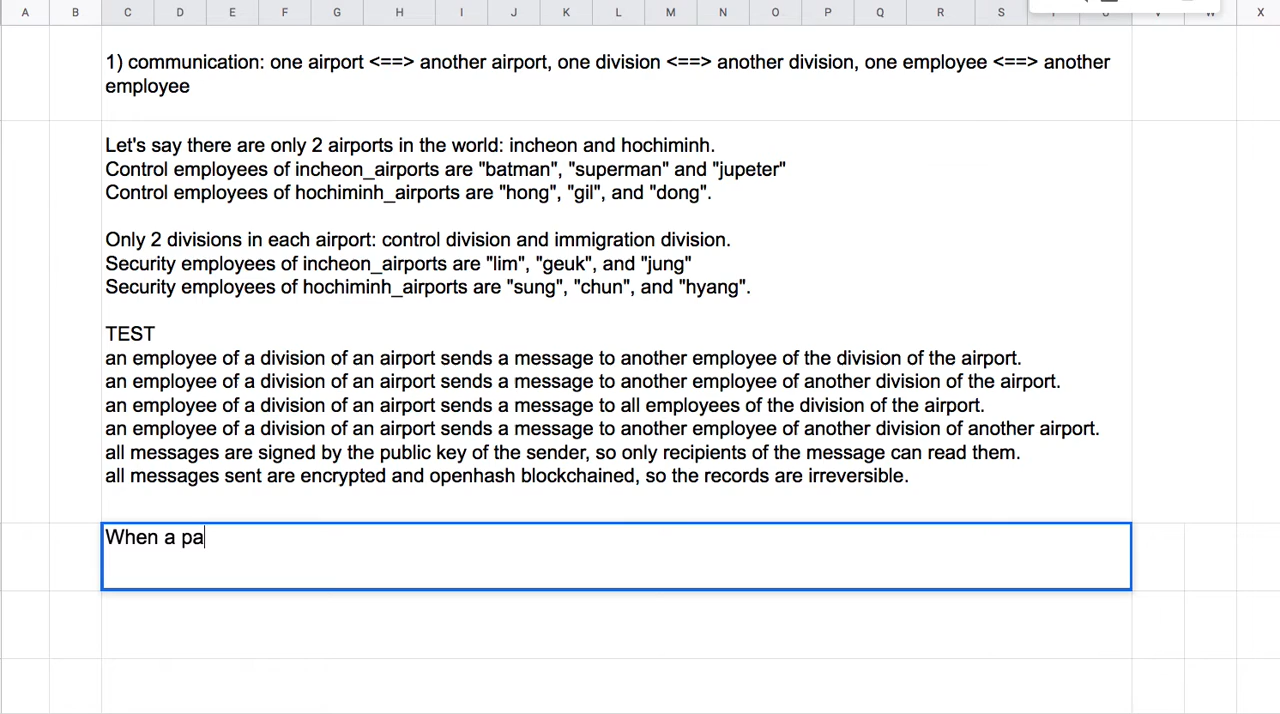 A B C D E F G H I J K L M N O P Q R S X
1) communication: one airport <==> another airport, one division <==> another division, one employee <==> another
employee
Let's say there are only 2 airports in the world: incheon and hochiminh.
Control employees of incheon_airports are "batman", "superman" and "jupeter"
Control employees of hochiminh_airports are "hong", "gil", and "dong".
Only 2 divisions in each airport: control division and immigration division.
Security employees of incheon_airports are "lim", "geuk", and "jung"
Security employees of hochiminh_airports are "sung", "chun", and "hyang".
TEST
an employee of a division of an airport sends a message to another employee of the division of the airport.
an employee of a division of an airport sends a message to another employee of another division of the airport.
an employee of a division of an airport sends a message to all employees of the division of the airport.
an employee of a division of an airport sends a message to another employee of another division of another airport.
all messages are signed by the public key of the sender, so only recipients of the message can read them.
all messages sent are encrypted and openhash blockchained, so the records are irreversible.
When a pa